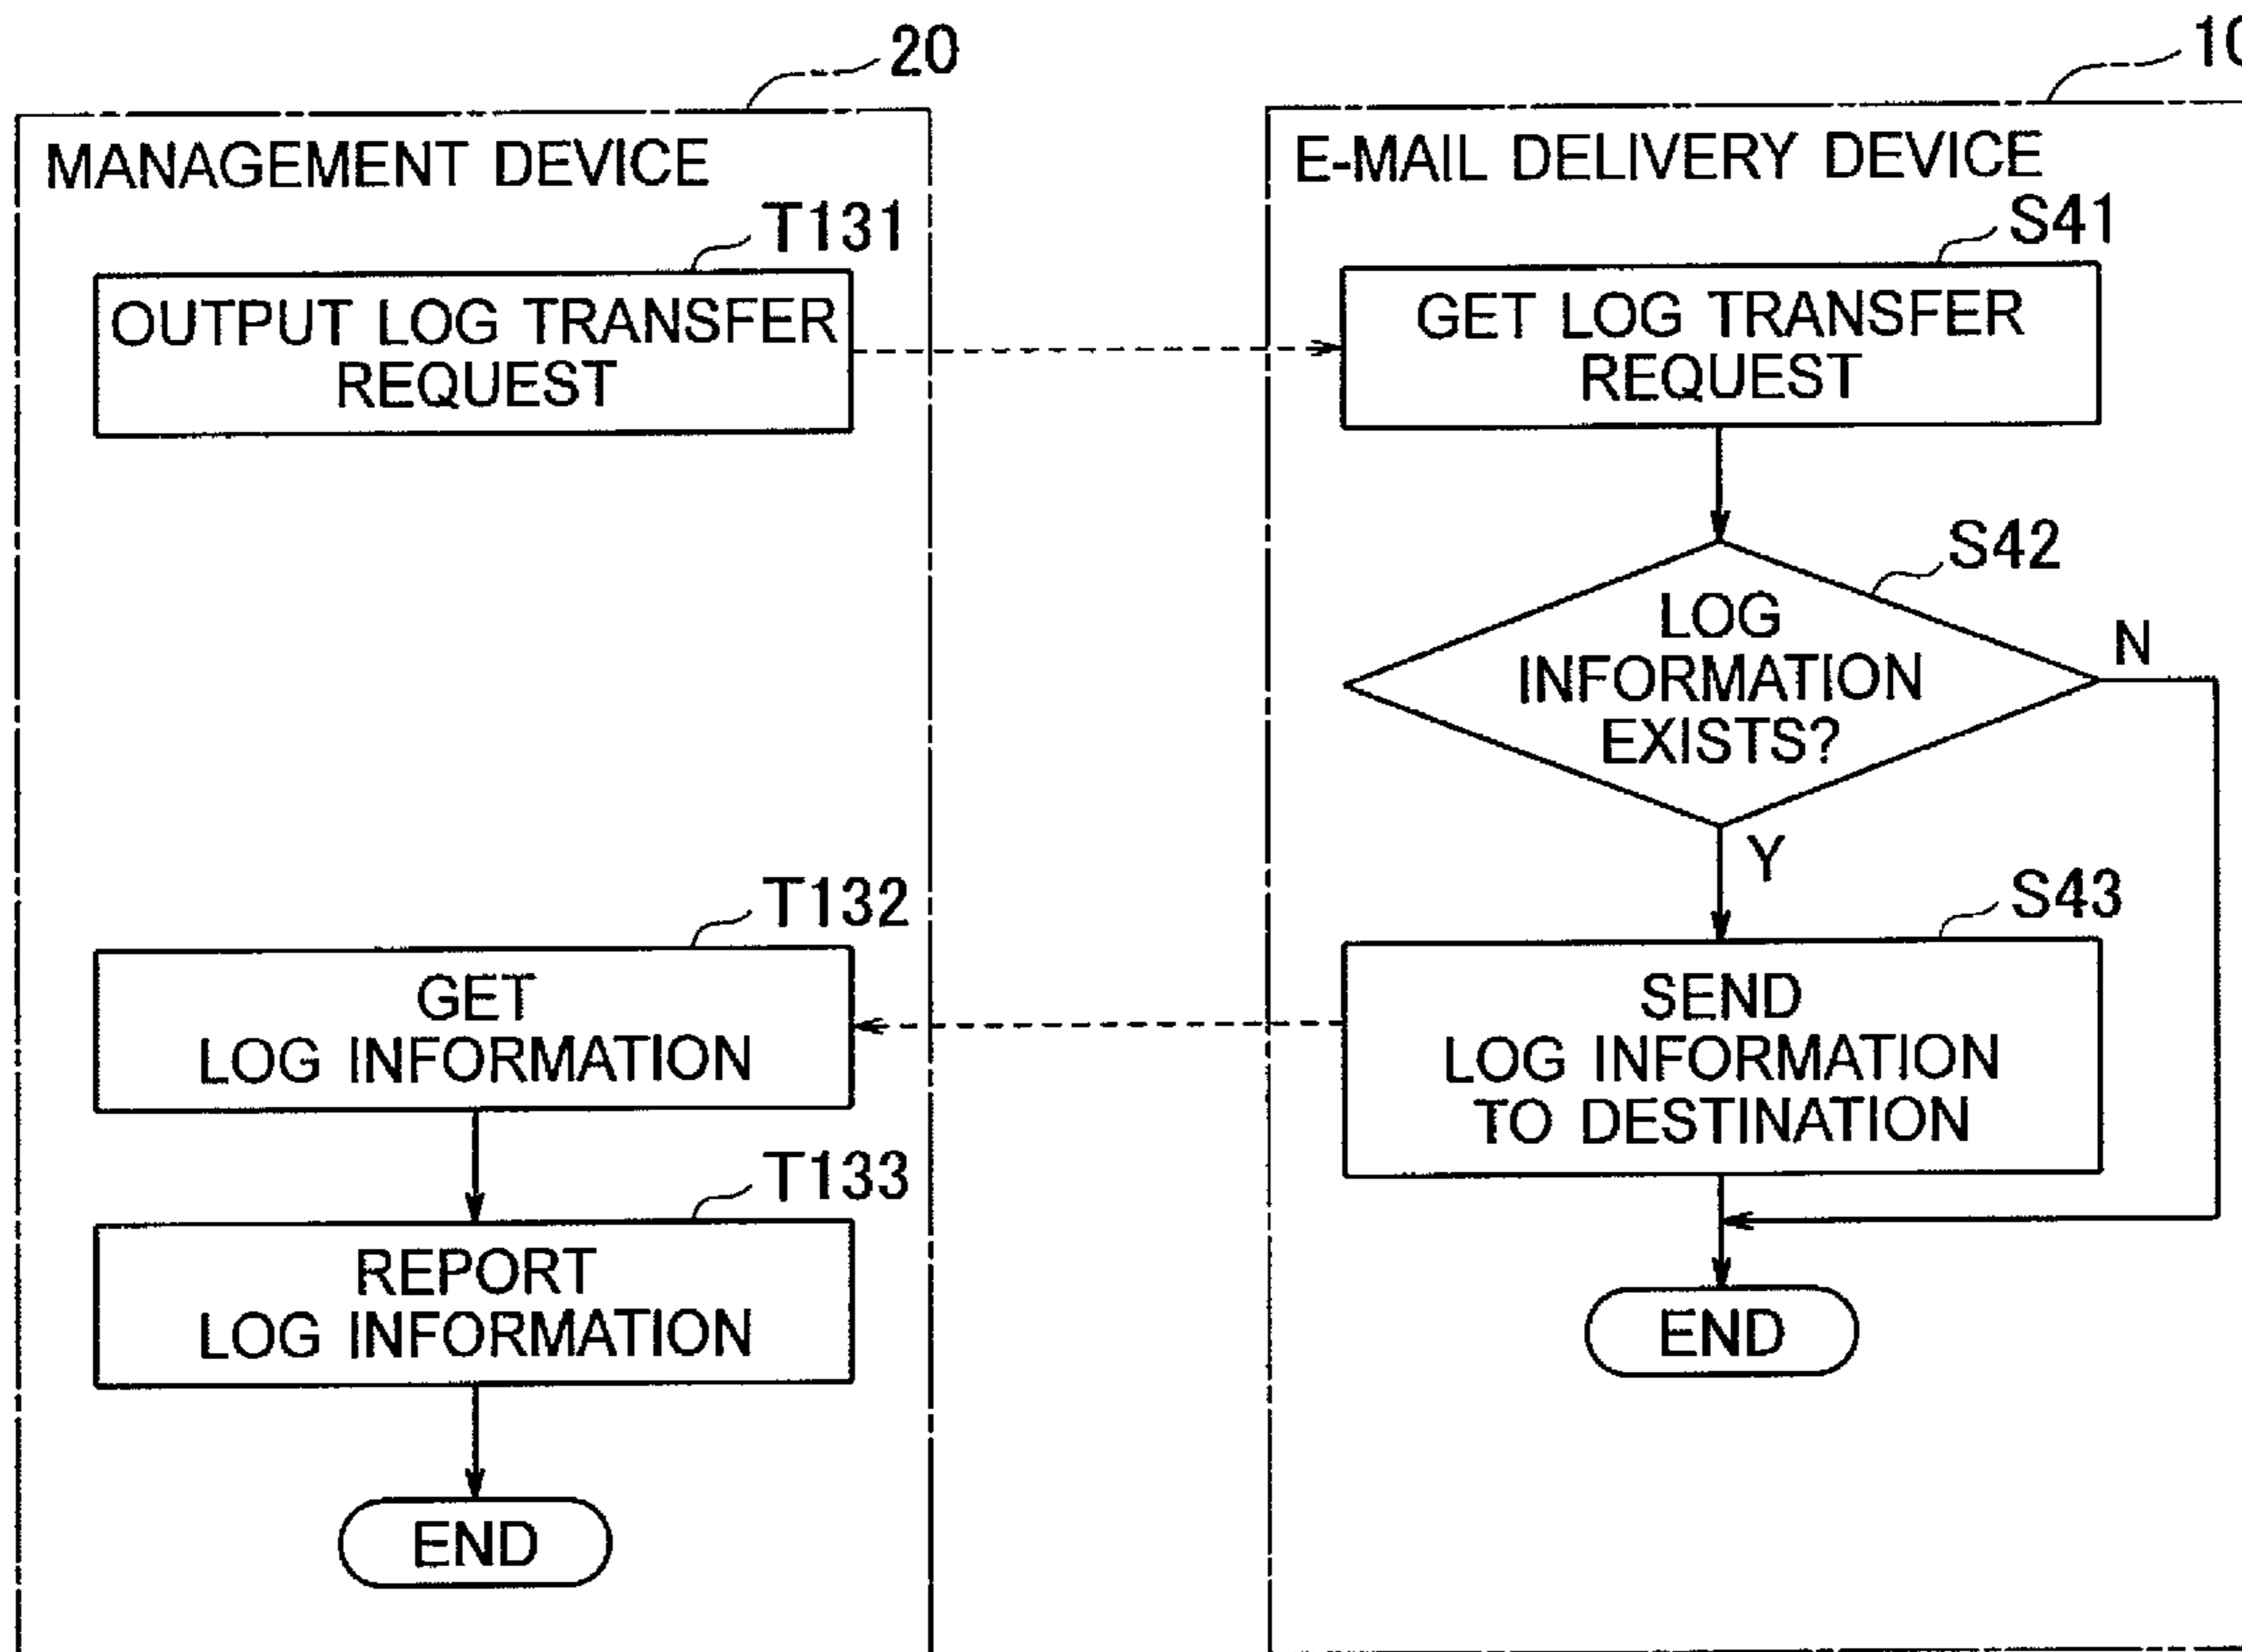 20
MANAGEMENT DEVICE
T131
OUTPUT LOG TRANSFER
REQUEST
T132
GET
LOG INFORMATION
T133
REPORT
LOG INFORMATION
END
E-MAIL DELIVERY DEVICE
S41
GET LOG TRANSFER
REQUEST
S42
LOG
INFORMATION
EXISTS?
N
Y
S43
SEND
LOG INFORMATION
TO DESTINATION
END